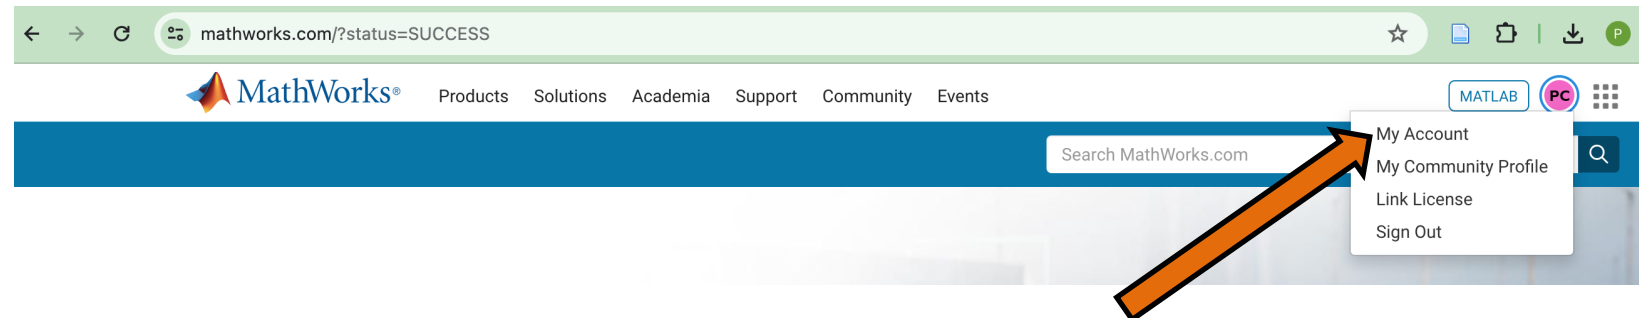 mathworks.com/?status=SUCCESS
P
MathWorks®
Products Solutions Academia Support Community Events
MATLAB PC
Search MathWorks.com
My Account
My Community Profile
Link License
Sign Out